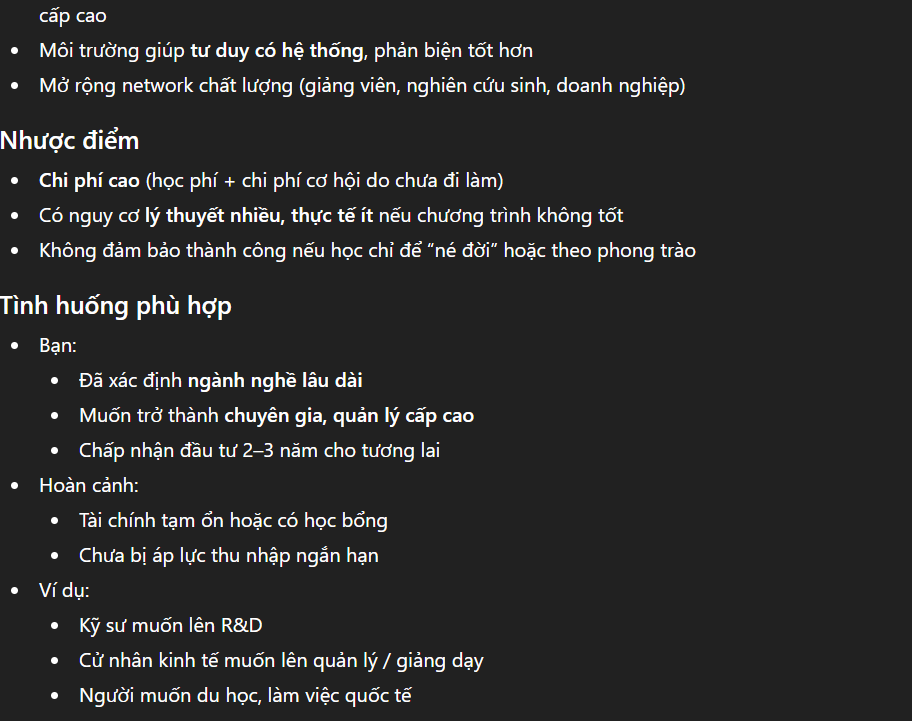 cấp cao
Môi trường giúp tư duy có hệ thống, phản biện tốt hơn
Mở rộng network chất lượng (giảng viên, nghiên cứu sinh, doanh nghiệp)
Nhược điểm
Chi phí cao (học phí + chi phí cơ hội do chưa đi làm)
Có nguy cơ lý thuyết nhiều, thực tế ít nếu chương trình không tốt
Không đảm bảo thành công nếu học chỉ để “né đời” hoặc theo phong trào
Tình huống phù hợp
Bạn:
Đã xác định ngành nghề lâu dài
Muốn trở thành chuyên gia, quản lý cấp cao
Chấp nhận đầu tư 2–3 năm cho tương lai
Hoàn cảnh:
Tài chính tạm ổn hoặc có học bổng
Chưa bị áp lực thu nhập ngắn hạn
Ví dụ:
Kỹ sư muốn lên R&D
Cử nhân kinh tế muốn lên quản lý / giảng dạy
Người muốn du học, làm việc quốc tế